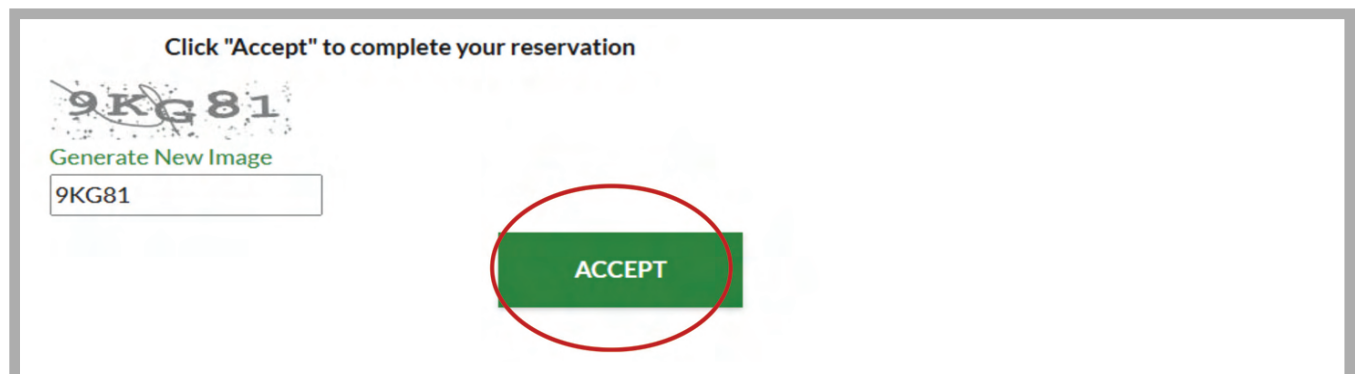 Click "Accept" to complete your reservation
9KG81
Generate New Image
9KG81
ACCEPT